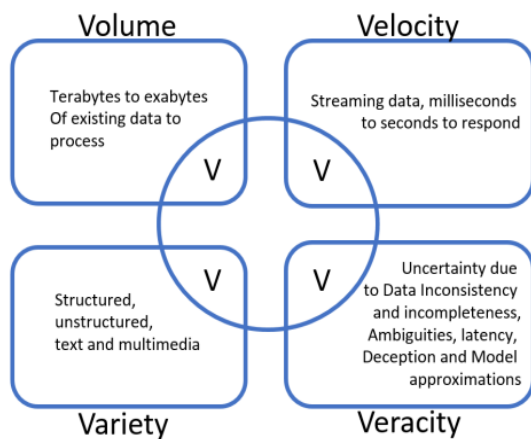 Volume
Terabytes to exabytes
Of existing data to
process
V
Velocity
Streaming data, milliseconds
to seconds to respond
V
V
Structured,
unstructured,
text and multimedia
Variety
V
Uncertainty due
to Data Inconsistency
and incompleteness,
Ambiguities, latency,
Deception and Model
approximations
Veracity